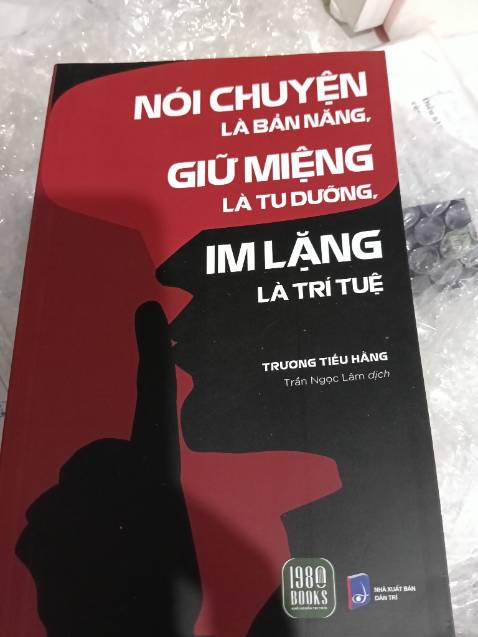 NÓI CHUYỆN
LÀ BẢN NĂNG,
GIỮ MIỆNG
LÀ TU DƯỠNG,
IM LẶNG
LÀ TRÍ TUỆ
TRƯƠNG TIẾU HẰNG
Trần Ngọc Lâm dịch
1980
BOOKS
NHÀ XUẤT BẢN
DÂN TRÍ